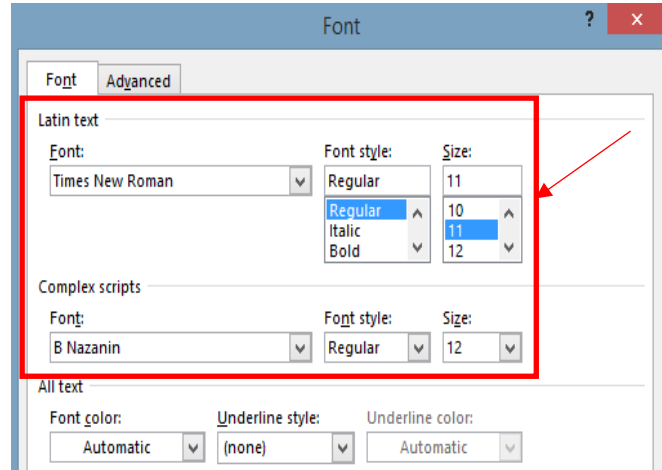 Font ? x
Font Advanced
Latin text
Font: Font style: Size:
Times New Roman Regular 11
Regular 10
Italic 11
Bold 12
Complex scripts
Font: Font style: Size:
B Nazanin Regular 12
All text
Font color: Underline style: Underline color:
Automatic (none) Automatic